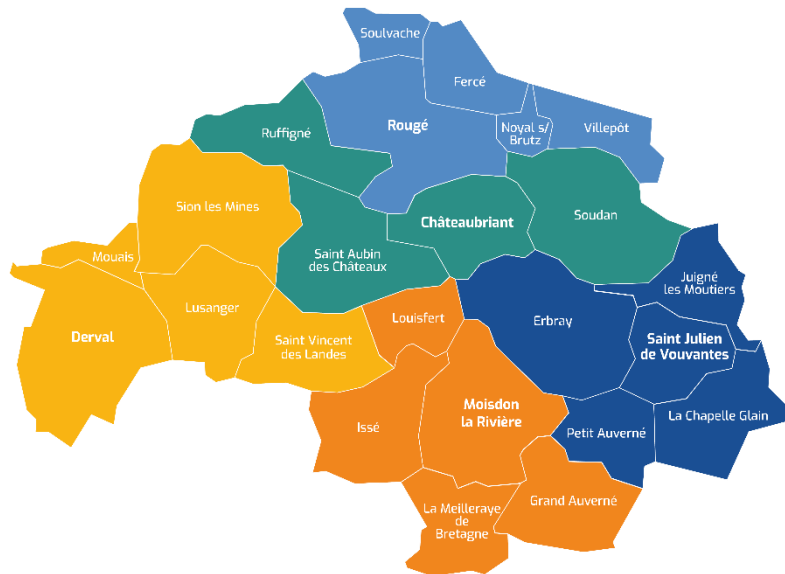 Soulvache
Fercé
Rougé
Noyal s/
Brutz
Villepôt
Ruffigné
Sion les Mines
Châteaubriant
Soudan
Saint Aubin
des Châteaux
Mouais
Juigné
les Moutiers
Lusanger
Louisfert
Erbray
Derval
Saint Vincent
des Landes
Saint Julien
de Vouvantes
Moisdon
la Rivière
La Chapelle Glain
Issé
Petit Auverné
Grand Auverné
La Meilleraye
de
Bretagne